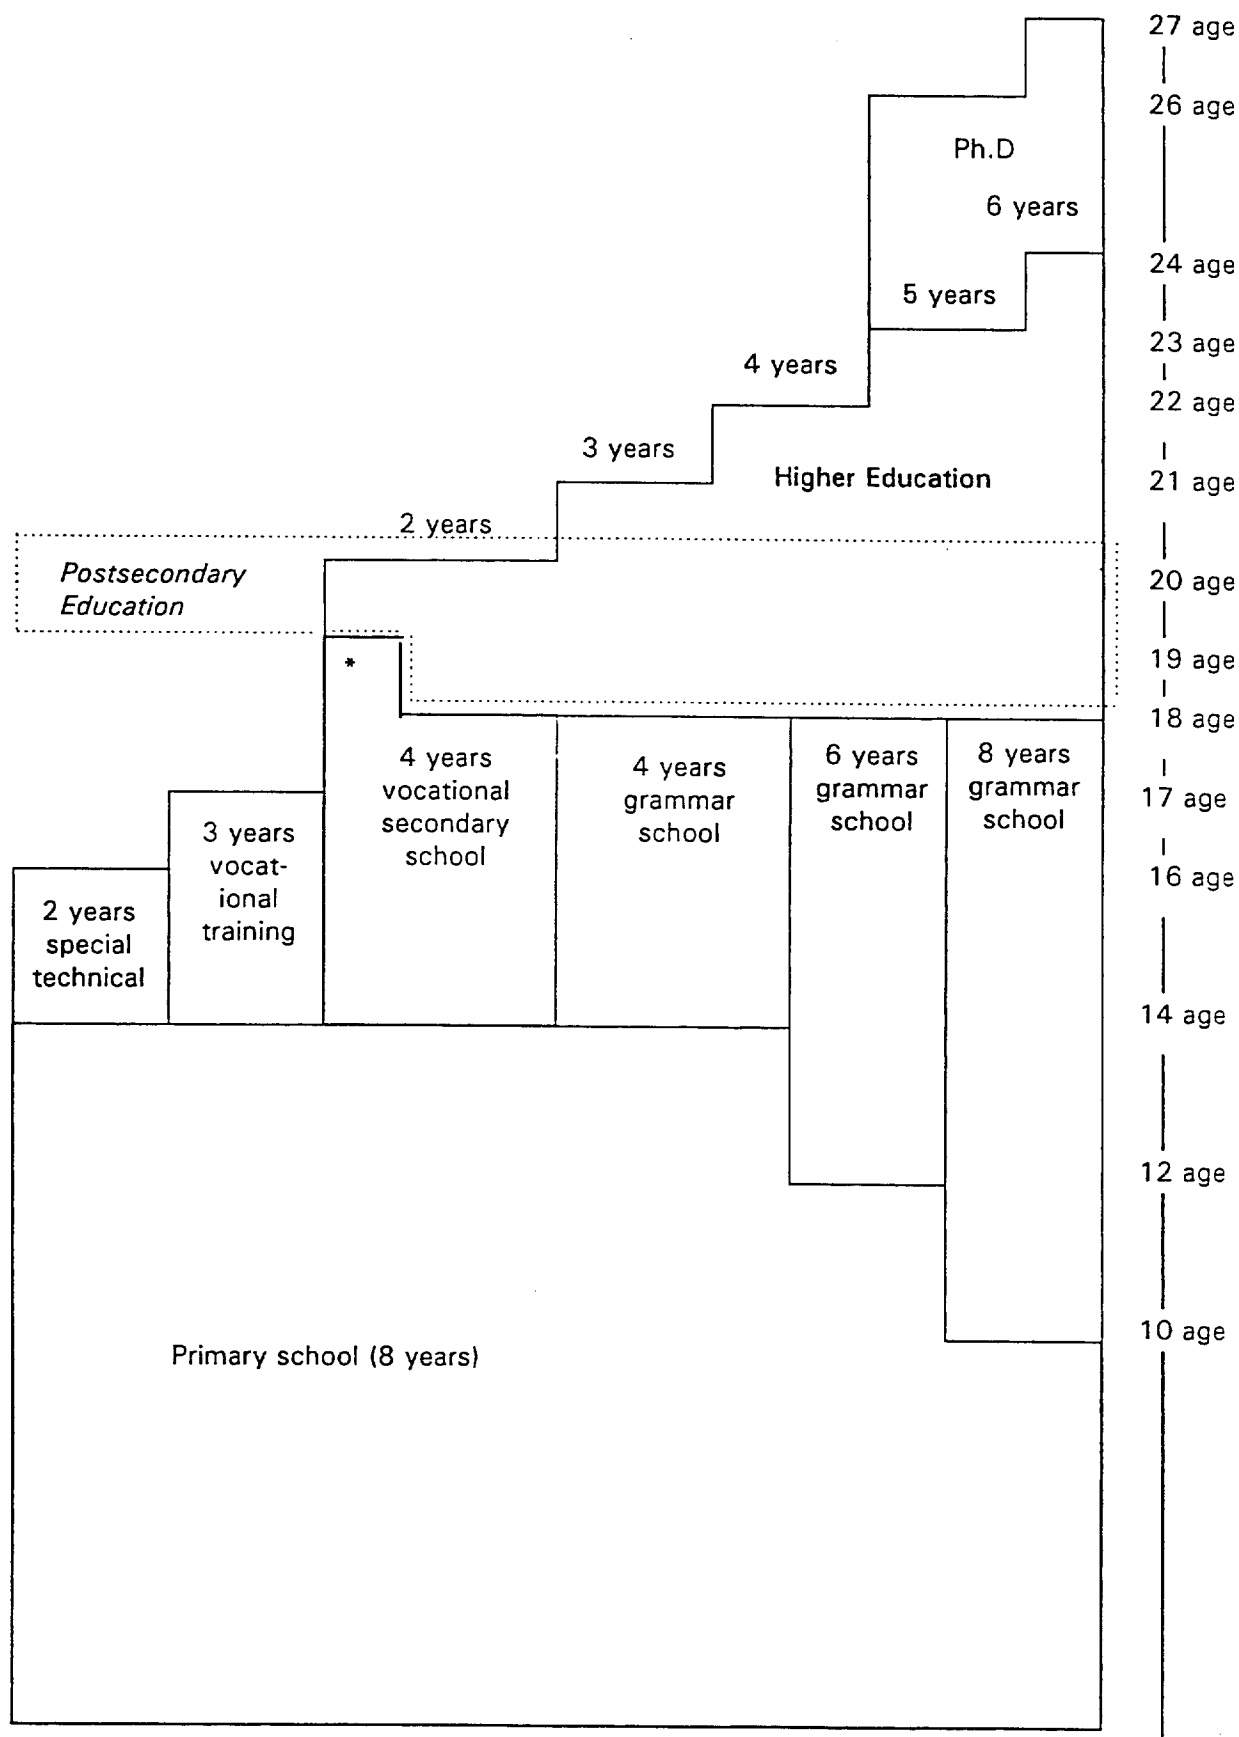 27 age
26 age
Ph.D
6 years
24 age
5 years
23 age
4 years
22 age
3 years
Higher Education
21 age
2 years
Postsecondary
Education
20 age
*
19 age
18 age
4 years
vocational
secondary
school
4 years
grammar
school
6 years
grammar
school
8 years
grammar
school
17 age
3 years
vocat-
ional
training
16 age
2 years
special
technical
14 age
12 age
10 age
Primary school (8 years)